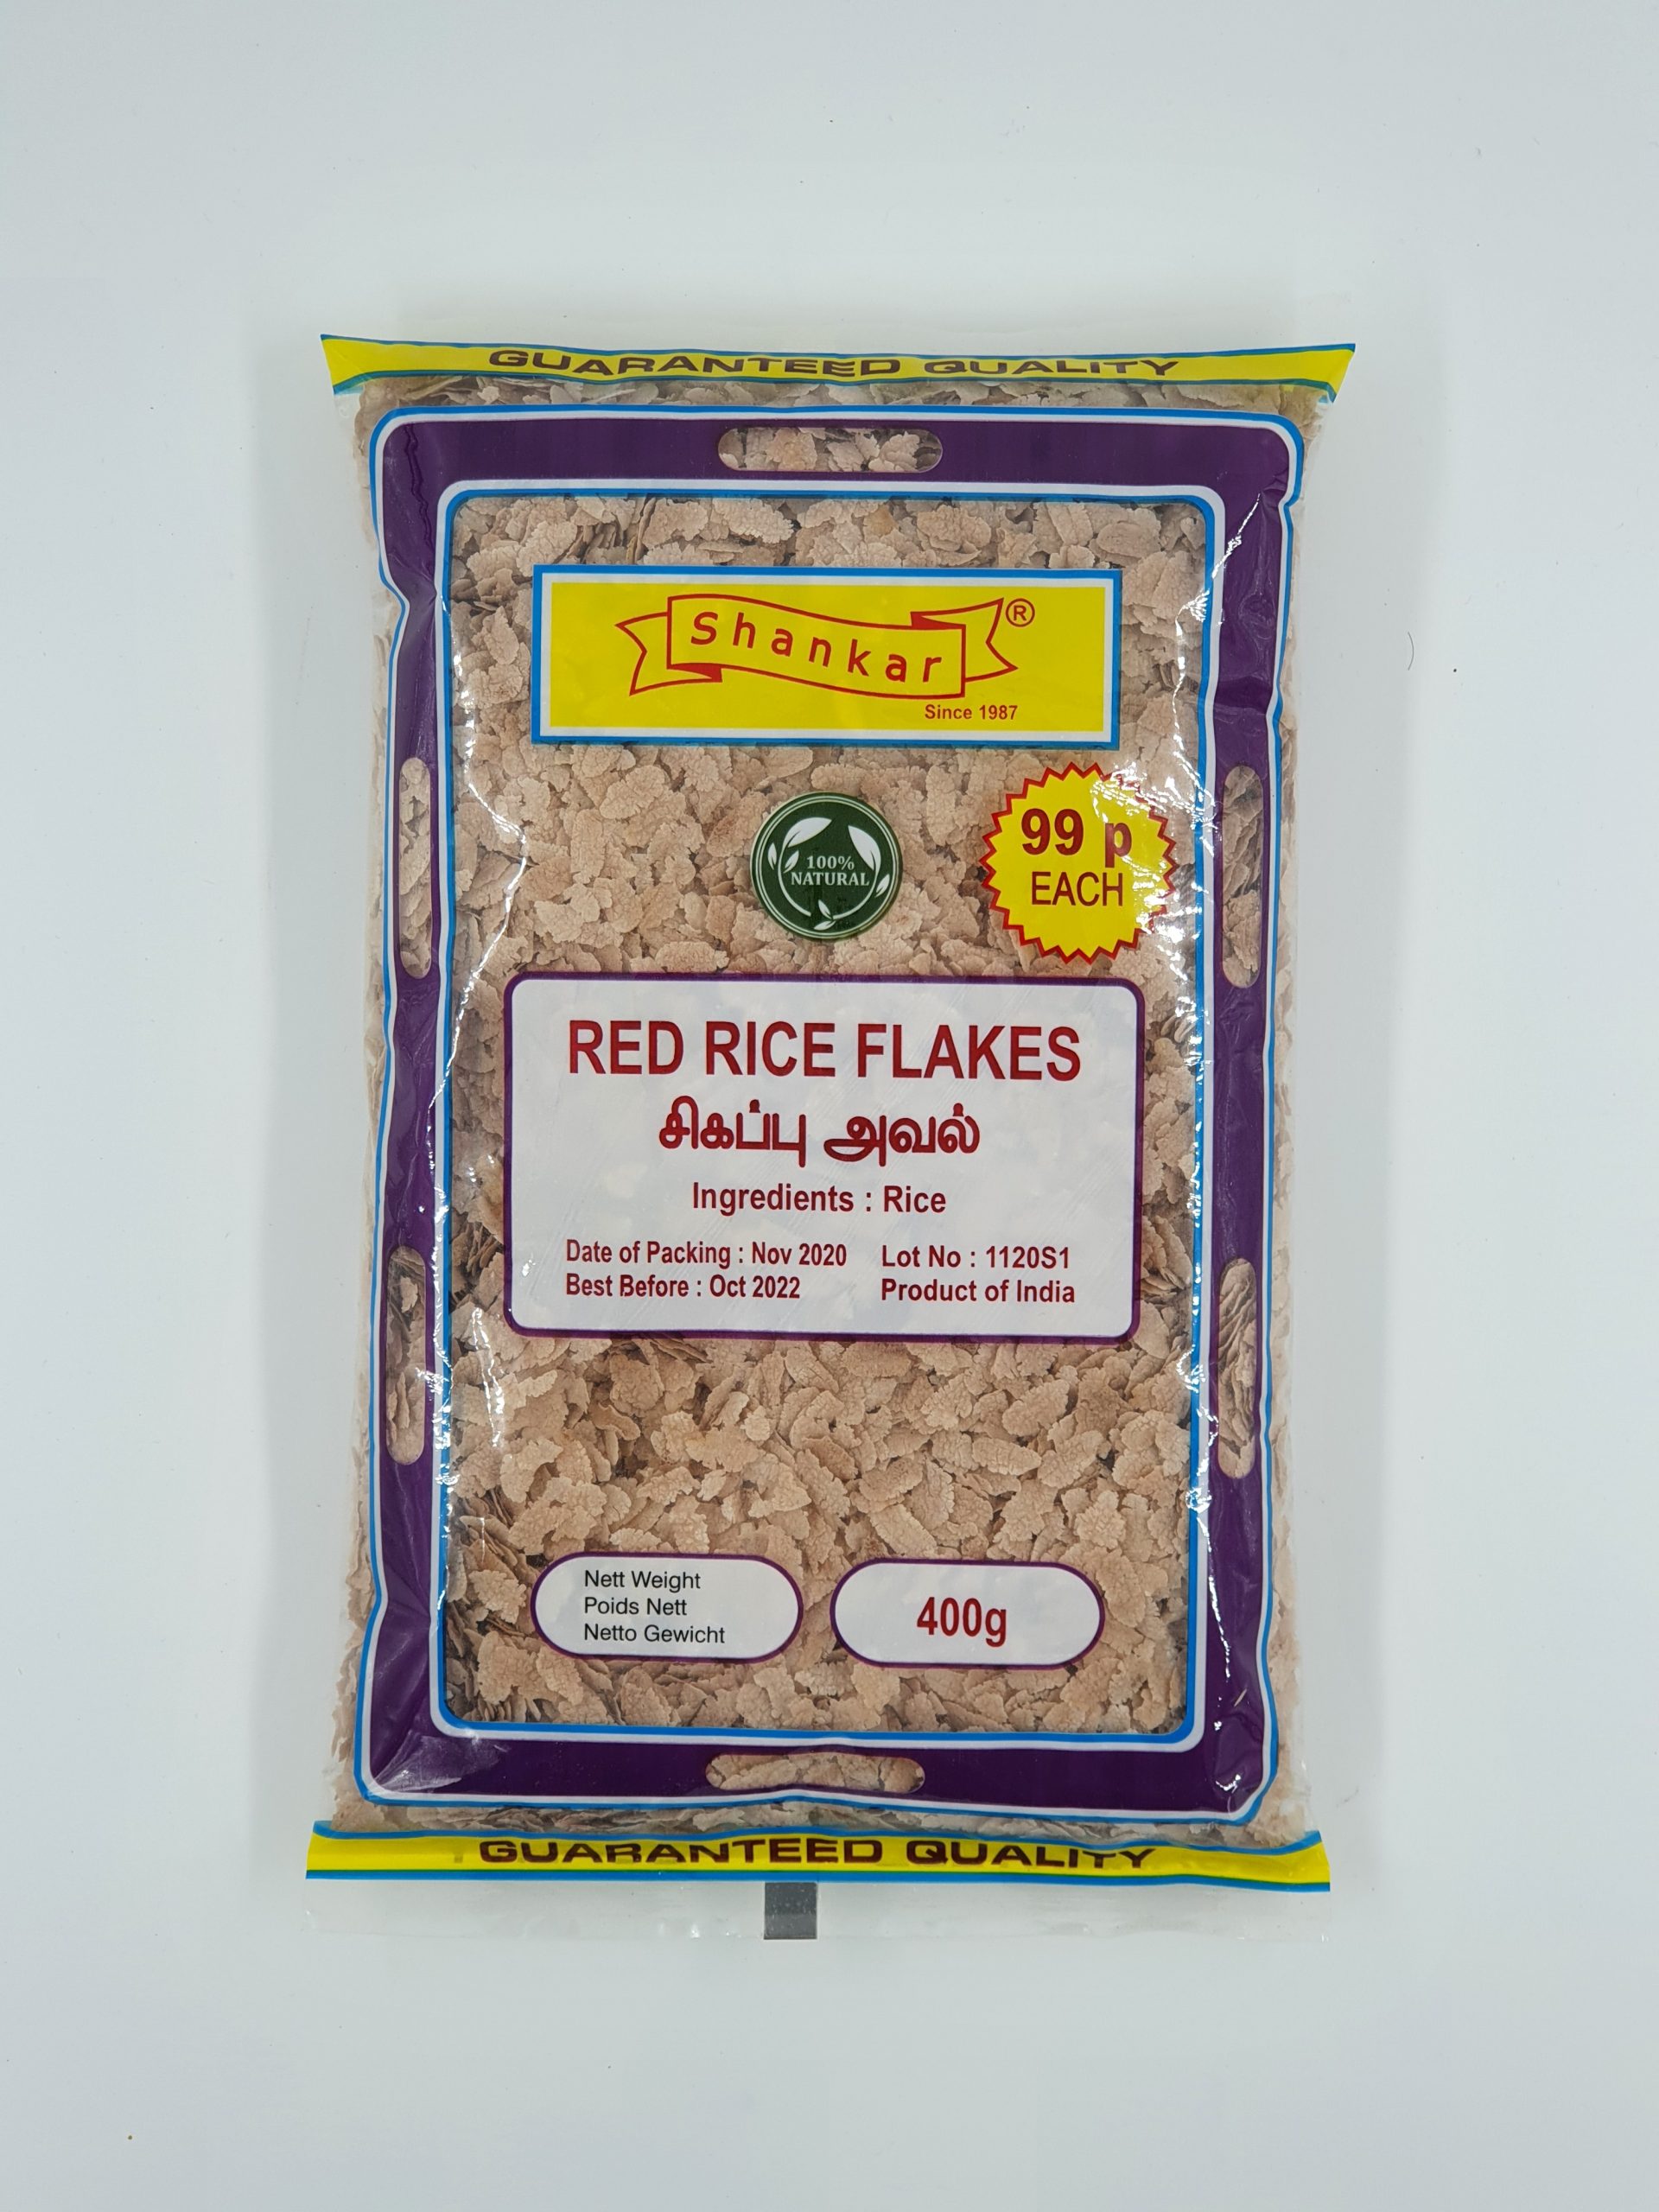 GUARANTEED QUALITY
Shankar®
Since 1987
99 p
EACH
100%
NATURAL
RED RICE FLAKES
சிகப்பு அவல்
Ingredients : Rice
Date of Packing : Nov 2020 Lot No : 1120S1
Best Before : Oct 2022 Product of India
Nett Weight
Poids Nett
Netto Gewicht
400g
GUARANTEED QUALITY